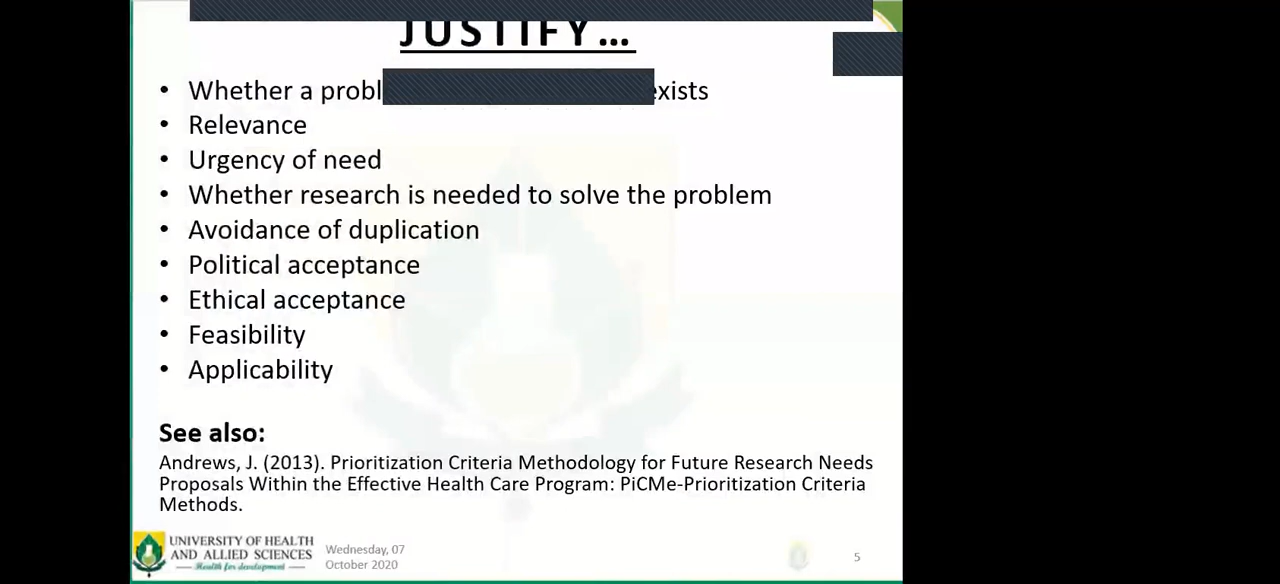 JUSTIFY…
• Whether a probl exists
• Relevance
• Urgency of need
• Whether research is needed to solve the problem
• Avoidance of duplication
• Political acceptance
• Ethical acceptance
• Feasibility
• Applicability
See also:
Andrews, J. (2013). Prioritization Criteria Methodology for Future Research Needs
Proposals Within the Effective Health Care Program: PiCMe-Prioritization Criteria
Methods.
UNIVERSITY OF HEALTH
AND ALLIED SCIENCES
Health for development
Wednesday, 07
October 2020
5